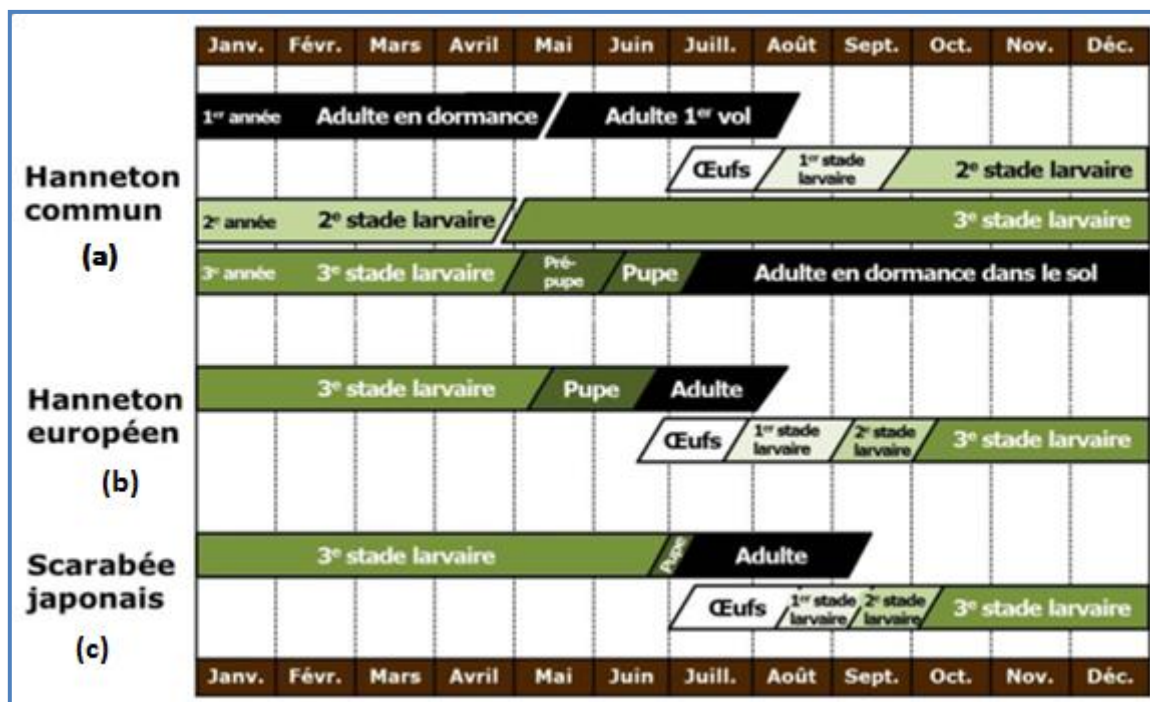 Janv. Févr. Mars Avril Mai Juin Juill. Août Sept. Oct. Nov. Déc.
1er année Adulte en dormance Adulte 1er vol
Hanneton
commun
(a)
Œufs 1er stade
larvaire 2e stade larvaire
2e année 2e stade larvaire 3e stade larvaire
3e année 3e stade larvaire Pré-
pupe Pupe Adulte en dormance dans le sol
Hanneton
européen
(b)
3e stade larvaire Pupe Adulte
Œufs 1er stade
larvaire 2e stade
larvaire 3e stade larvaire
Scarabée
japonais
(c)
3e stade larvaire Pupe Adulte
Œufs 1er stade
larvaire 2e stade
larvaire 3e stade larvaire
Janv. Févr. Mars Avril Mai Juin Juill. Août Sept. Oct. Nov. Déc.